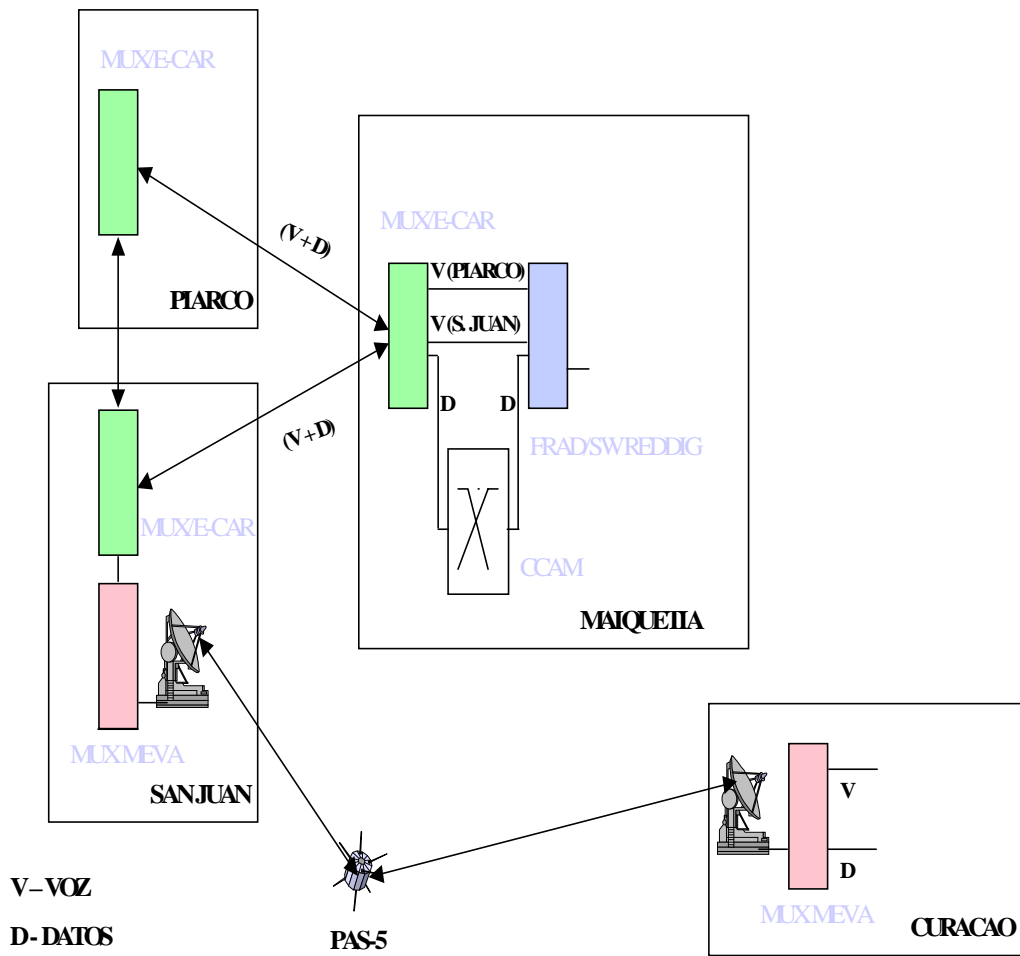 MUX/E-CAR
PIARCO
(V+D)
MUX/E-CAR
V(PIARCO)
V(S. JUAN)
D
D
FRAD/SWREDDIG
CCAM
MAIQUETIA
(V+D)
MUX/E-CAR
MUX MEVA
SAN JUAN
V
D
MUX MEVA
CURACAO
V – VOZ
D - DATOS
PAS-5